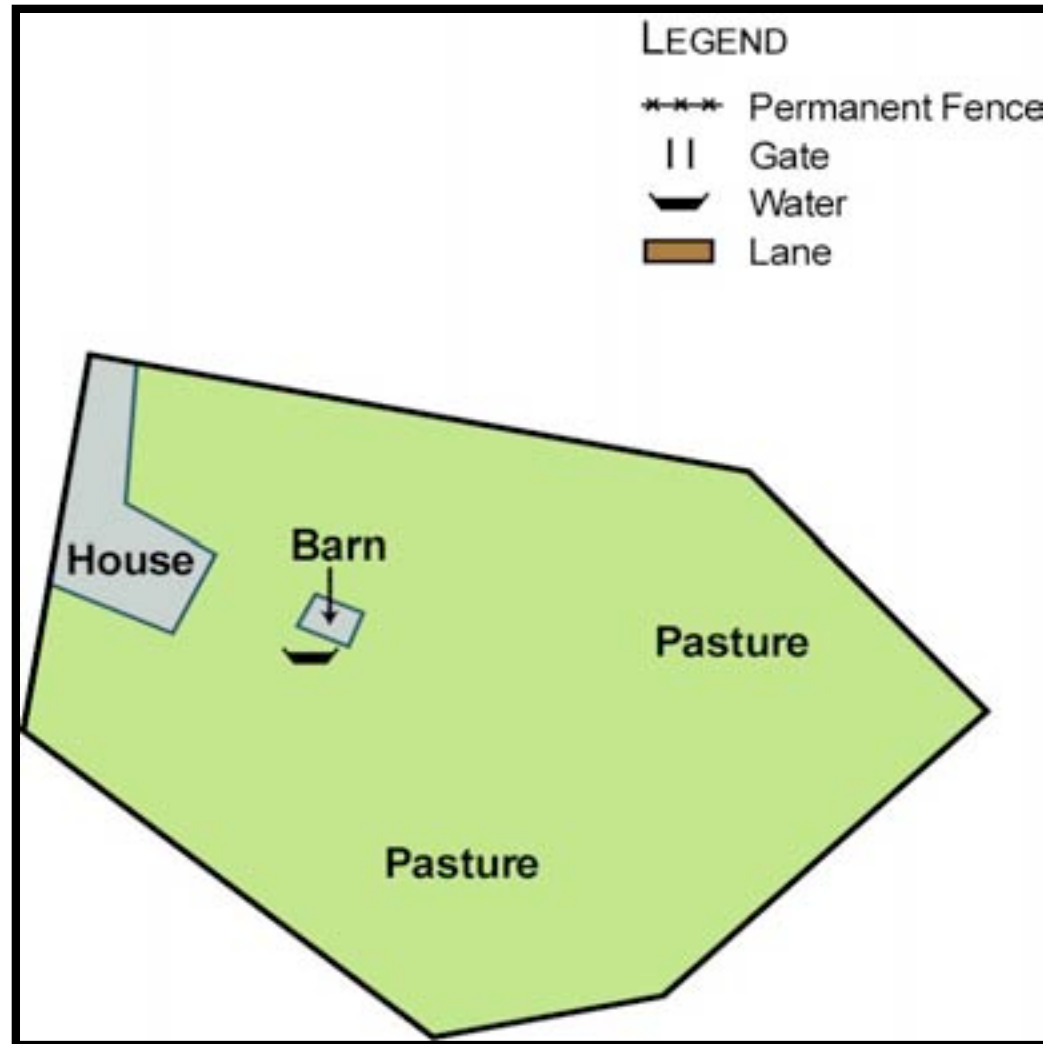 LEGEND
Permanent Fence
Gate
Water
Lane
House
Barn
Pasture
Pasture